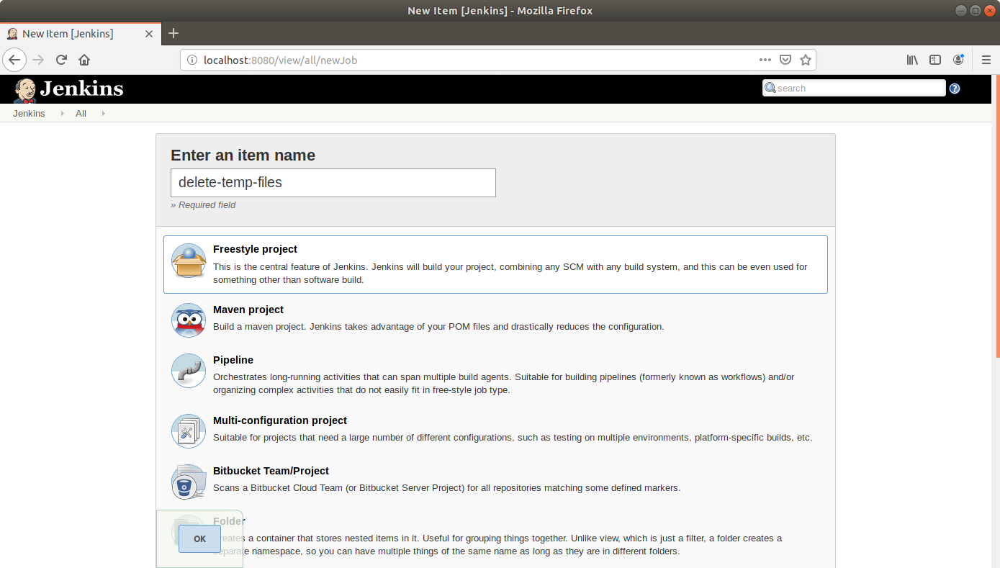 New Item [Jenkins] - Mozilla Firefox
New Item [Jenkins]
localhost:8080/view/all/newJob
Jenkins
search
Jenkins
All
Enter an item name
delete-temp-files
» Required field
Freestyle project
This is the central feature of Jenkins. Jenkins will build your project, combining any SCM with any build system, and this can be even used for
something other than software build.
Maven project
Build a maven project. Jenkins takes advantage of your POM files and drastically reduces the configuration.
Pipeline
Orchestrates long-running activities that can span multiple build agents. Suitable for building pipelines (formerly known as workflows) and/or
organizing complex activities that do not easily fit in free-style job type.
Multi-configuration project
Suitable for projects that need a large number of different configurations, such as testing on multiple environments, platform-specific builds, etc.
Bitbucket Team/Project
Scans a Bitbucket Cloud Team (or Bitbucket Server Project) for all repositories matching some defined markers.
Folder
Creates a container that stores nested items in it. Useful for grouping things together. Unlike view, which is just a filter, a folder creates a
separate namespace, so you can have multiple things of the same name as long as they are in different folders.
OK